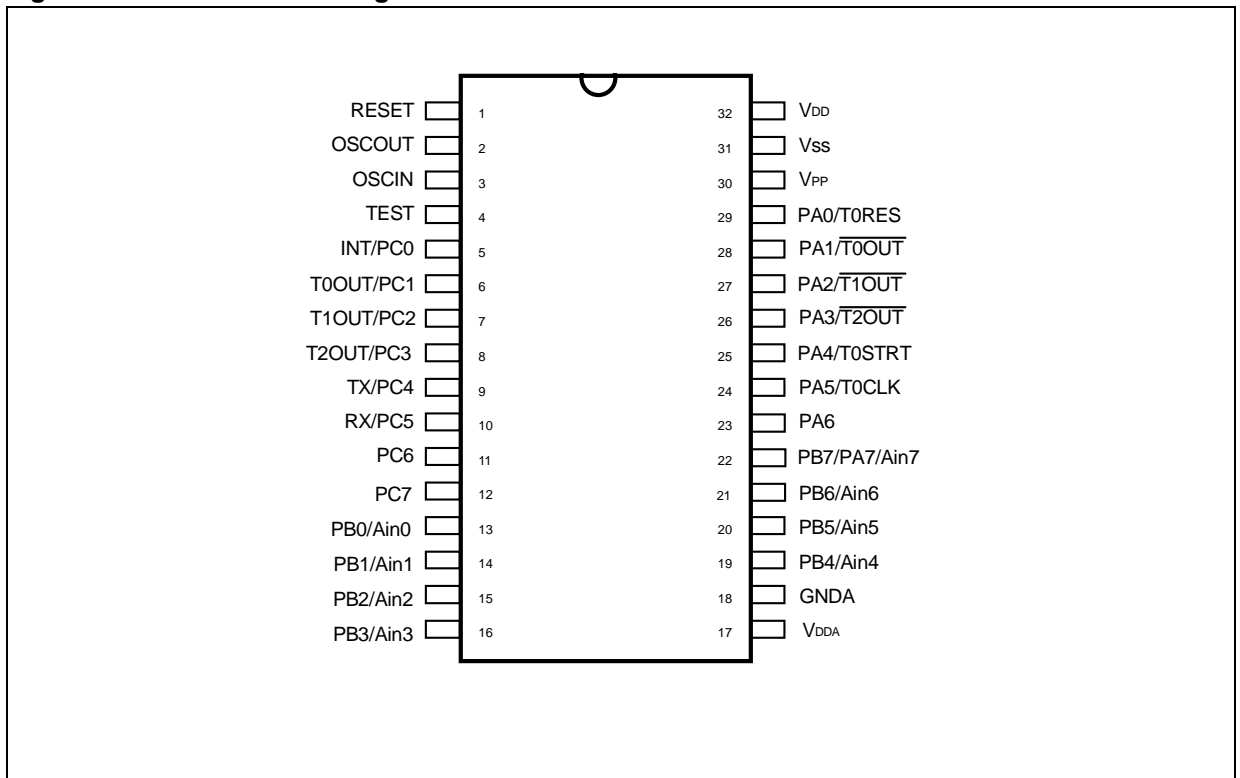 RESET 1 32 VDD
OSCOUT 2 31 Vss
OSCIN 3 30 VPP
TEST 4 29 PA0/T0RES
INT/PC0 5 28 PA1/T0OUT
T0OUT/PC1 6 27 PA2/T1OUT
T1OUT/PC2 7 26 PA3/T2OUT
T2OUT/PC3 8 25 PA4/T0STRT
TX/PC4 9 24 PA5/T0CLK
RX/PC5 10 23 PA6
PC6 11 22 PB7/PA7/Ain7
PC7 12 21 PB6/Ain6
PB0/Ain0 13 20 PB5/Ain5
PB1/Ain1 14 19 PB4/Ain4
PB2/Ain2 15 18 GNDA
PB3/Ain3 16 17 VDDA